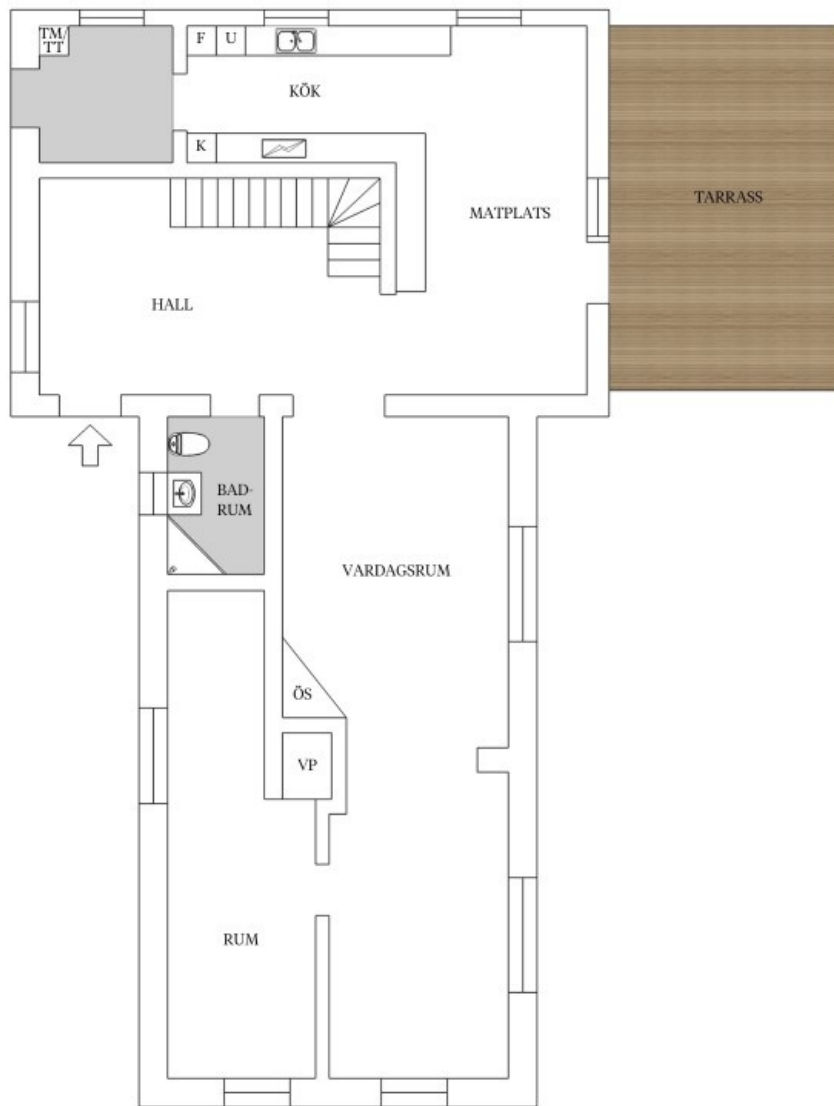 TM/
TT
F
U
KÖK
K
MATPLATS
TARRASS
HALL
BAD-
RUM
VARDAGSRUM
ÖS
VP
RUM